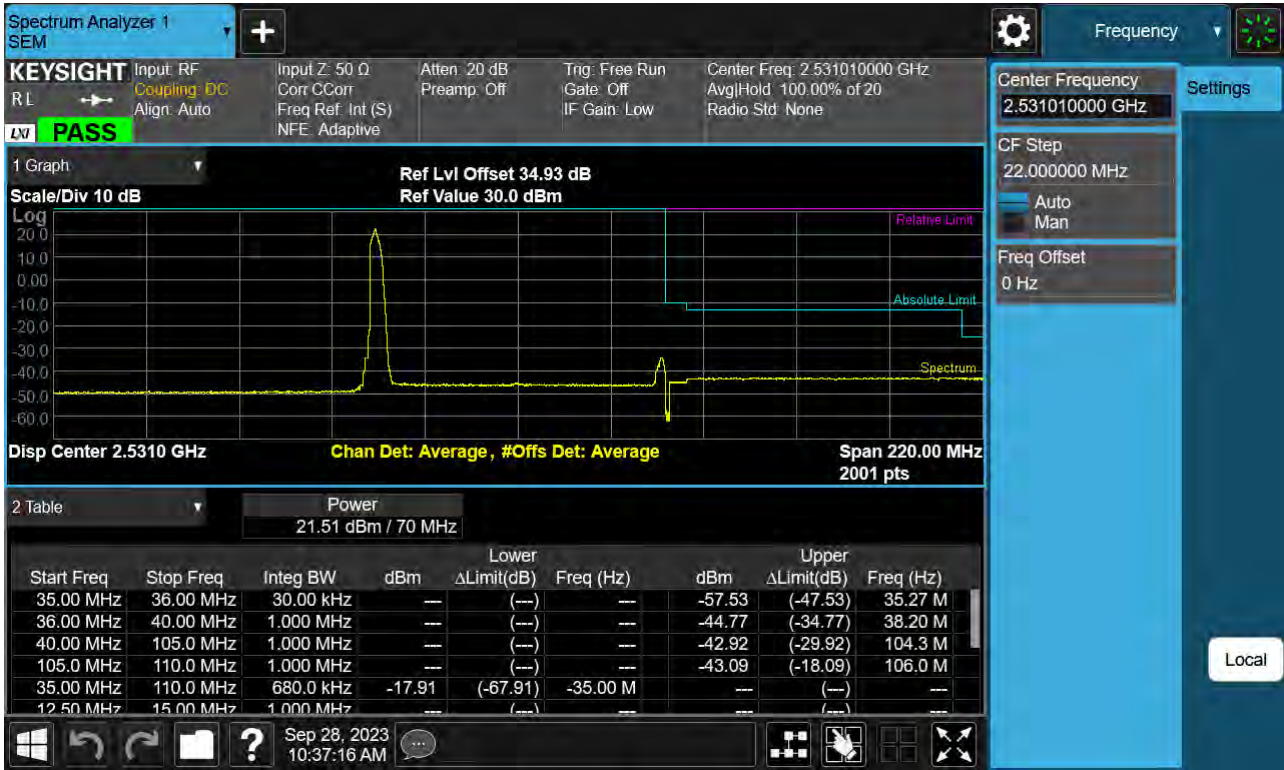 Spectrum Analyzer 1
SEM
Frequency
KEYSIGHT
RL
LXI
PASS
Input: RF
Coupling: DC
Align: Auto
Input Z: 50 Ω
Corr CCorr
Freq Ref: Int (S)
NFE: Adaptive
Atten: 20 dB
Preamp: Off
Trig: Free Run
Gate: Off
IF Gain: Low
Center Freq: 2.531010000 GHz
Avg|Hold: 100.00% of 20
Radio Std: None
Center Frequency
2.531010000 GHz
Settings
CF Step
22.000000 MHz
Auto
Man
Freq Offset
0 Hz
1 Graph
Scale/Div 10 dB
Ref Lvl Offset 34.93 dB
Ref Value 30.0 dBm
Log
20.0
10.0
0.00
-10.0
-20.0
-30.0
-40.0
-50.0
-60.0
Relative Limit
Absolute Limit
Spectrum
Disp Center 2.5310 GHz
Chan Det: Average , #Offs Det: Average
Span 220.00 MHz
2001 pts
2 Table
Power
21.51 dBm / 70 MHz
Lower Upper
Start Freq Stop Freq Integ BW dBm ΔLimit(dB) Freq (Hz) dBm ΔLimit(dB) Freq (Hz)
35.00 MHz 36.00 MHz 30.00 kHz --- (---) --- -57.53 (-47.53) 35.27 M
36.00 MHz 40.00 MHz 1.000 MHz --- (---) --- -44.77 (-34.77) 38.20 M
40.00 MHz 105.0 MHz 1.000 MHz --- (---) --- -42.92 (-29.92) 104.3 M
105.0 MHz 110.0 MHz 1.000 MHz --- (---) --- -43.09 (-18.09) 106.0 M
35.00 MHz 110.0 MHz 680.0 kHz -17.91 (-67.91) -35.00 M --- (---) ---
12.50 MHz 15.00 MHz 1.000 MHz --- (---) --- --- (---) ---
Local
Sep 28, 2023
10:37:16 AM